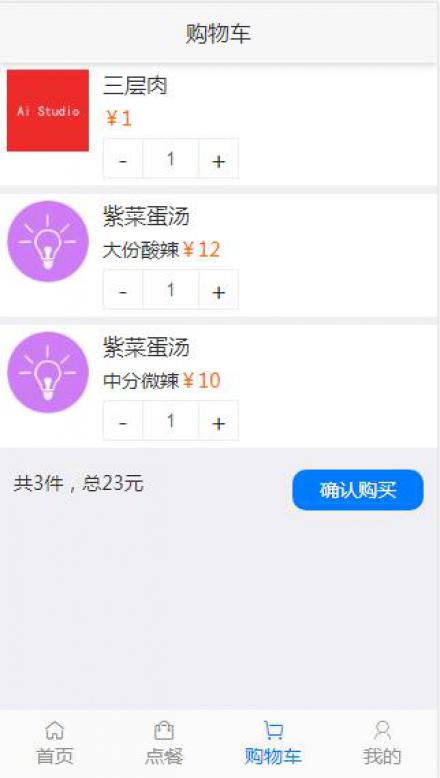 购物车
Ai Studio
三层肉
￥1
- 1 +
紫菜蛋汤
大份酸辣￥12
- 1 +
紫菜蛋汤
中分微辣￥10
- 1 +
共3件，总23元
确认购买
首页 点餐 购物车 我的